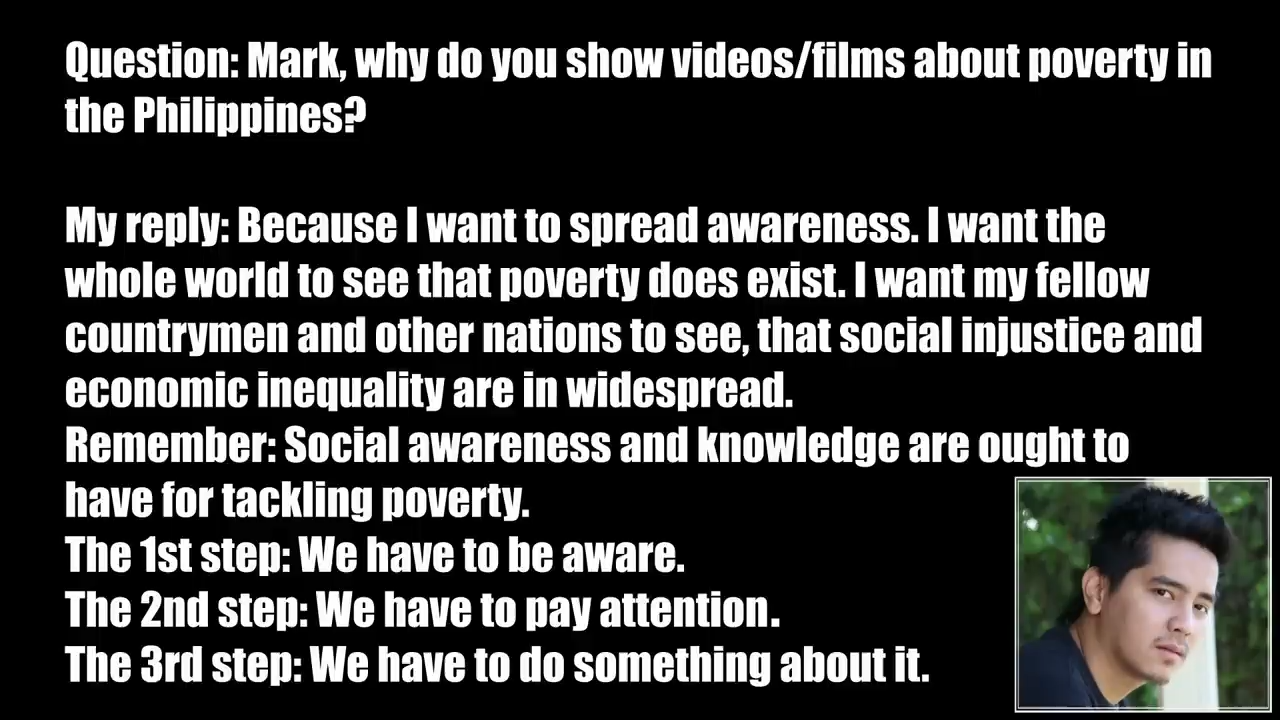 Question: Mark, why do you show videos/films about poverty in
the Philippines?
My reply: Because I want to spread awareness. I want the
whole world to see that poverty does exist. I want my fellow
countrymen and other nations to see, that social injustice and
economic inequality are in widespread.
Remember: Social awareness and knowledge are ought to
have for tackling poverty.
The 1st step: We have to be aware.
The 2nd step: We have to pay attention.
The 3rd step: We have to do something about it.